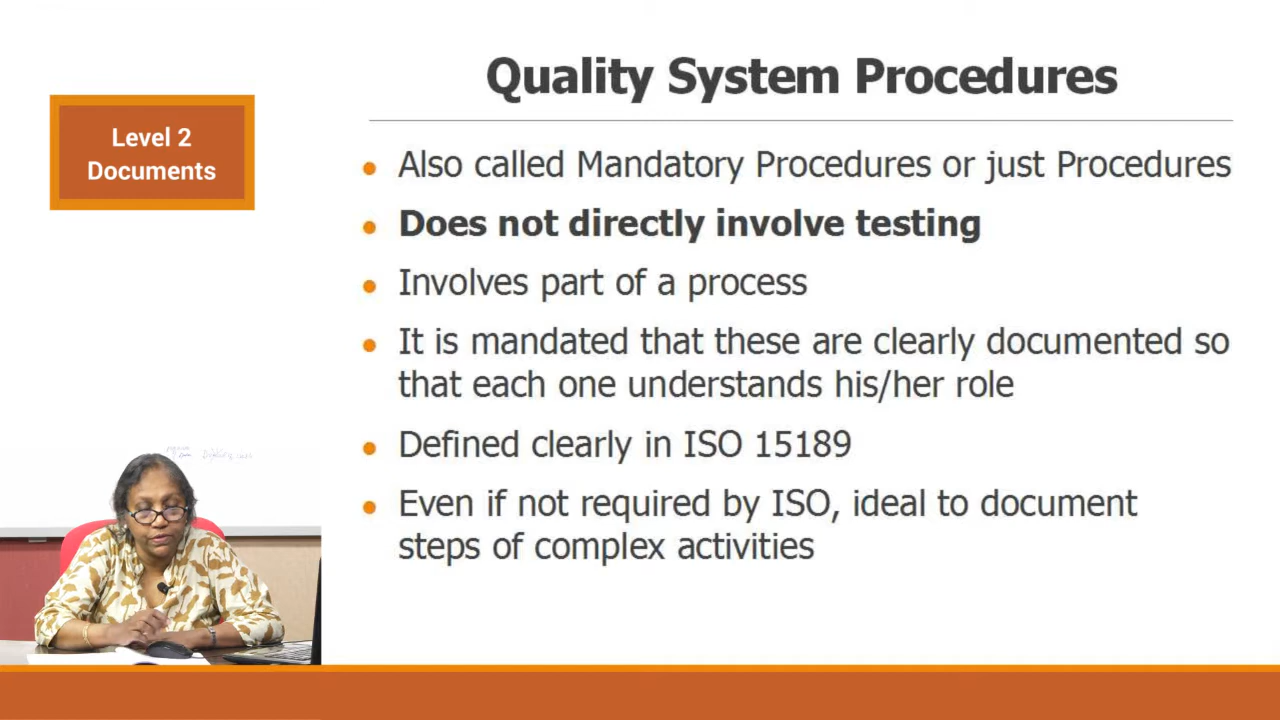 Quality System Procedures
Level 2
Documents
Also called Mandatory Procedures or just Procedures
Does not directly involve testing
Involves part of a process
It is mandated that these are clearly documented so
that each one understands his/her role
Defined clearly in ISO 15189
Even if not required by ISO, ideal to document
steps of complex activities